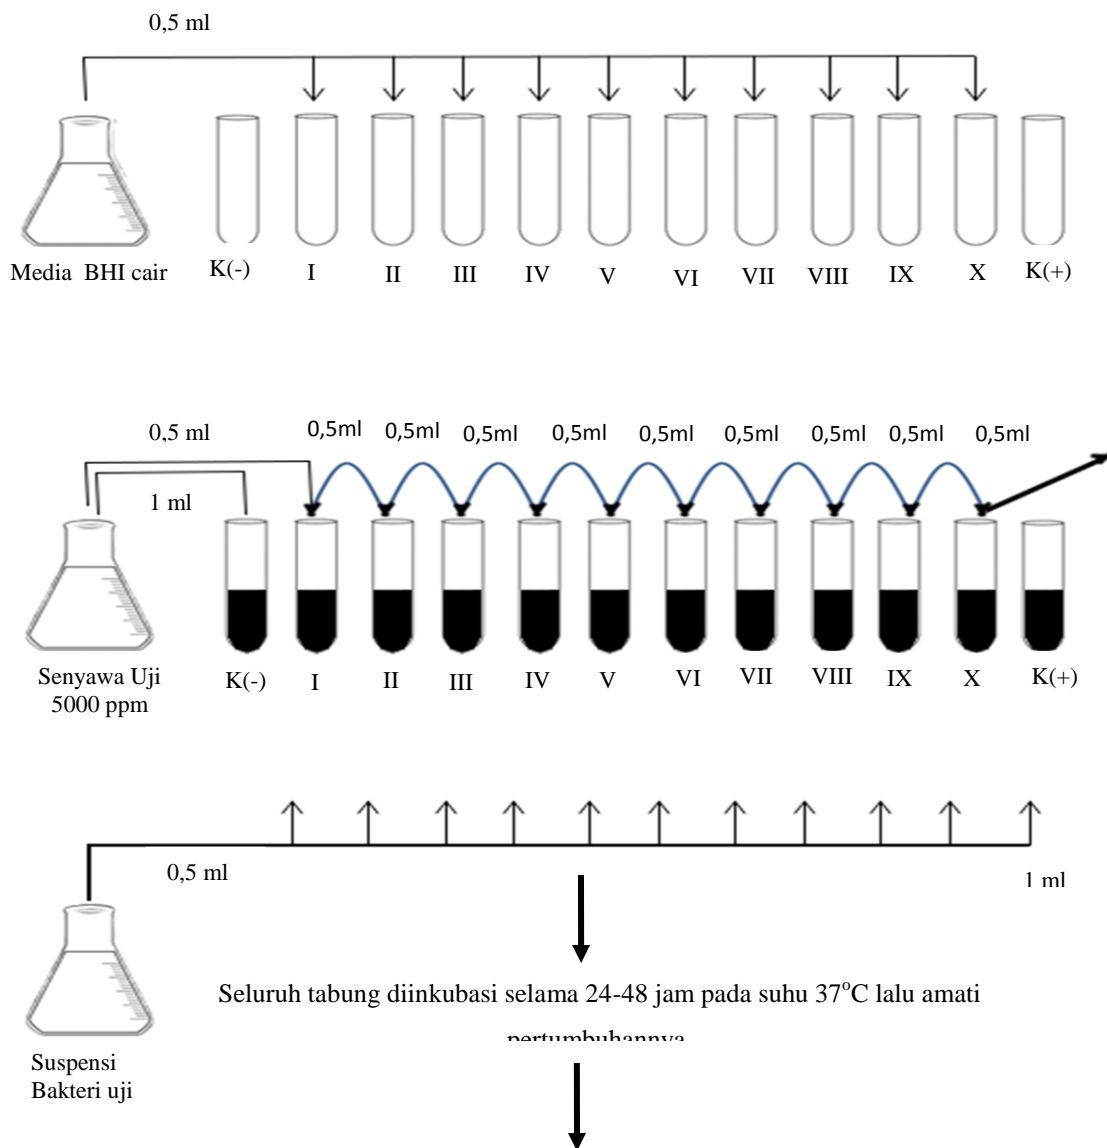 0,5 ml
Media BHI cair
K(-) I II III IV V VI VII VIII IX X K(+)
0,5 ml 0,5ml 0,5ml 0,5ml 0,5ml 0,5ml 0,5ml 0,5ml 0,5ml 0,5ml
1 ml
Senyawa Uji
5000 ppm
K(-) I II III IV V VI VII VIII IX X K(+)
0,5 ml 1 ml
Seluruh tabung diinkubasi selama 24-48 jam pada suhu 37°C lalu amati
pertumbuhannya
Suspensi
Bakteri uji